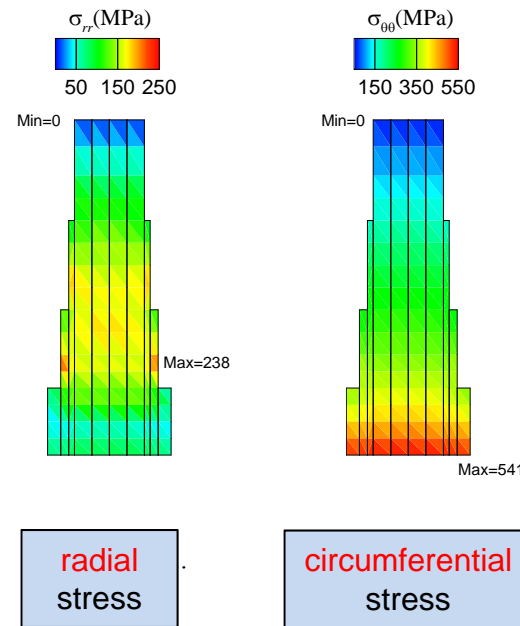 σrr(MPa)
50 150 250
Min=0
Max=238
radial
stress
.
σθθ(MPa)
150 350 550
Min=0
Max=541
circumferential
stress